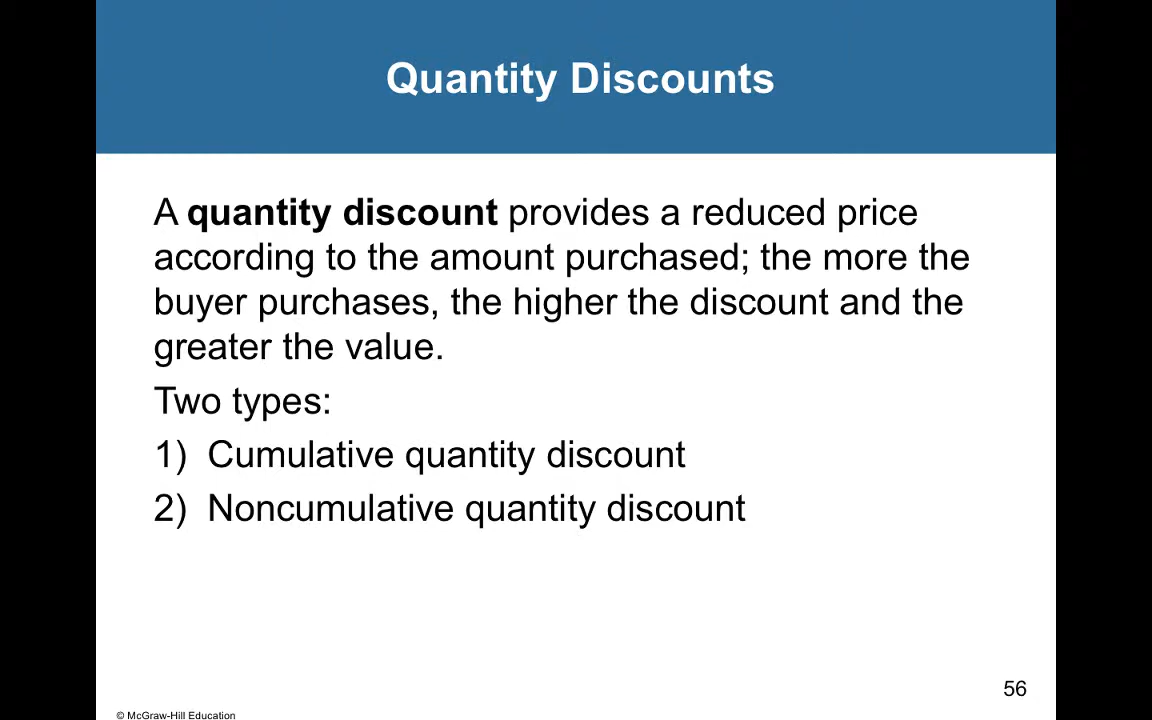 Quantity Discounts
A quantity discount provides a reduced price
according to the amount purchased; the more the
buyer purchases, the higher the discount and the
greater the value.
Two types:
1) Cumulative quantity discount
2) Noncumulative quantity discount
56
© McGraw-Hill Education